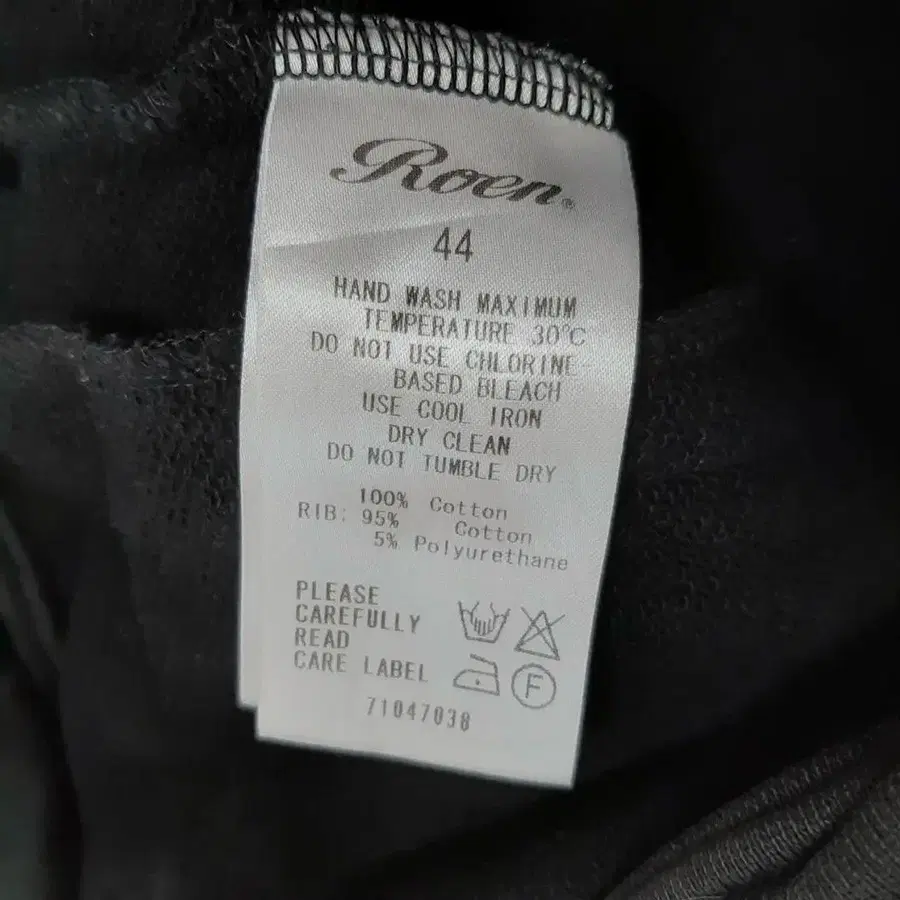 Roen®
44
HAND WASH MAXIMUM
TEMPERATURE 30°C
DO NOT USE CHLORINE-
BASED BLEACH
USE COOL IRON
DRY CLEAN
DO NOT TUMBLE DRY
100% Cotton
RIB: 95% Cotton
5% Polyurethane
PLEASE
CAREFULLY
READ
CARE LABEL
F
71047038